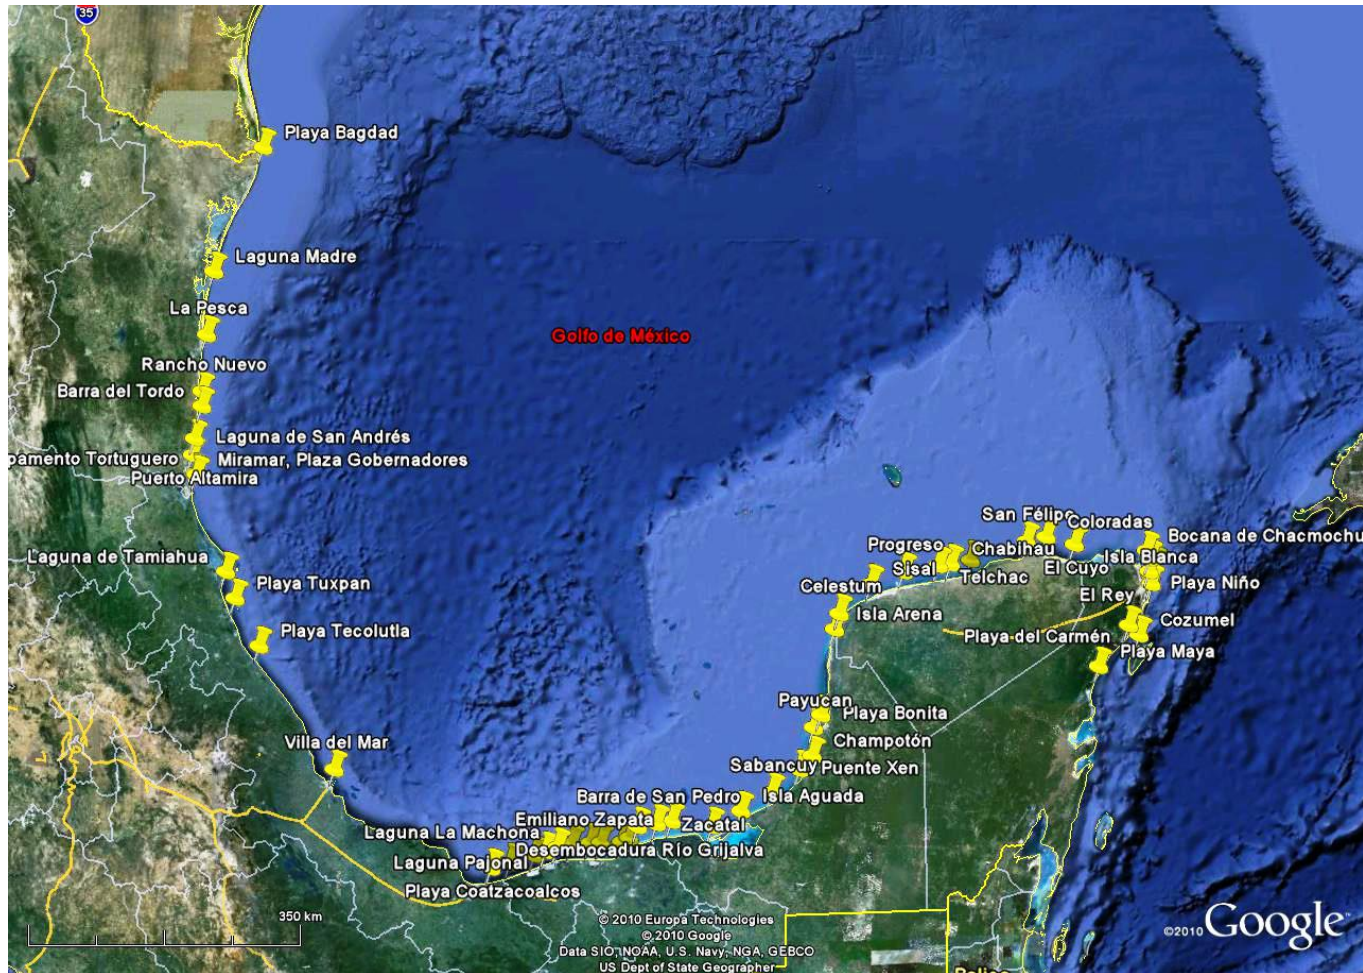 35
Playa Bagdad
Laguna Madre
La Pesca
Golfo de México
Rancho Nuevo
Barra del Tordo
Laguna de San Andrés
pamento Tortuguero
Miramar, Plaza Gobernadores
Puerto Altamira
San Félipe
Coloradas
Bocana de Chacmochu
Progreso
Chabihau
Isla Blanca
Laguna de Tamiahua
Sisal
El Cuyo
Telchac
Playa Tuxpan
Playa Niño
Celestum
El Rey
Isla Arena
Cozumel
Playa Tecolutla
Playa del Carmén
Playa Maya
Payucan
Playa Bonita
Villa del Mar
Champotón
Sabancuy
Puente Xen
Barra de San Pedro
Isla Aguada
Emiliano Zapata
Zacatal
Laguna La Machona
Desembocadura Río Grijalva
Laguna Pajonal
Playa Coatzacoalcos
350 km
© 2010 Europa Technologies
© 2010 Google
Data SIO, NOAA, U.S. Navy, NGA, GEBCO
US Dept of State Geographer
©2010 Google™